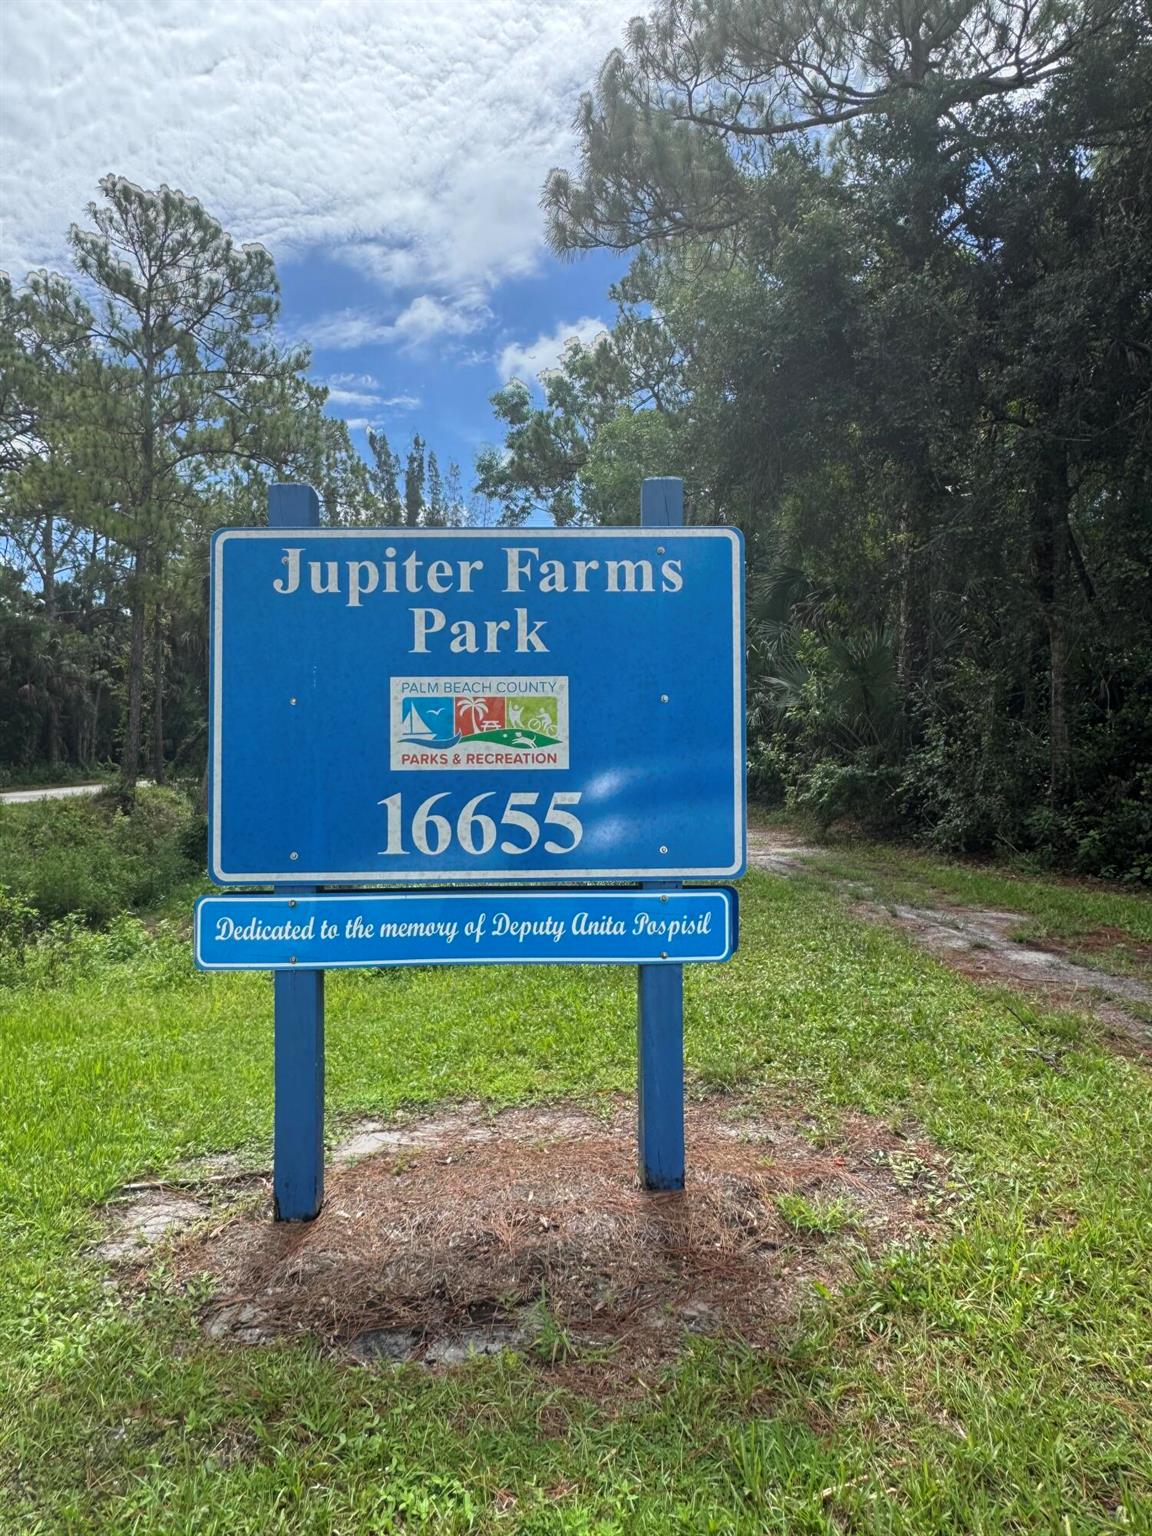 Jupiter Farms
Park
PALM BEACH COUNTY
PARKS & RECREATION
16655
Dedicated to the memory of Deputy Anita Pospisil